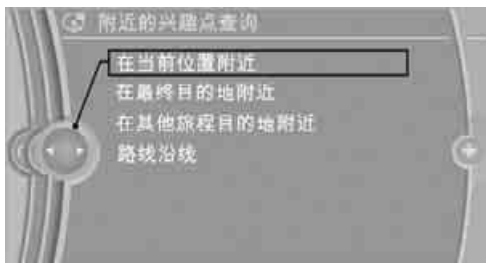 附近的兴趣点查询
在当前位置附近
在最终目的地附近
在其他旅程目的地附近
路线沿线